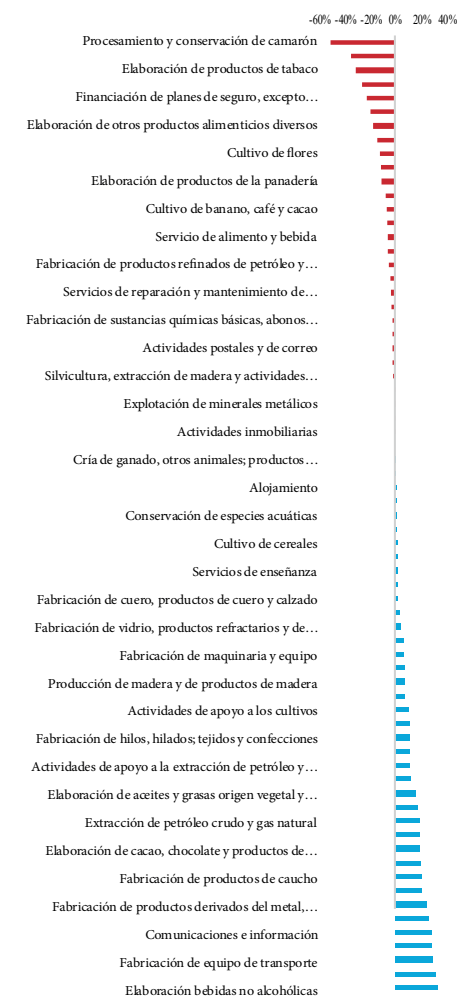 -60% -40% -20% 0% 20% 40%
Procesamiento y conservación de camarón
Elaboración de productos de tabaco
Financiación de planes de seguro, excepto…
Elaboración de otros productos alimenticios diversos
Cultivo de flores
Elaboración de productos de la panadería
Cultivo de banano, café y cacao
Servicio de alimento y bebida
Fabricación de productos refinados de petróleo y…
Servicios de reparación y mantenimiento de…
Fabricación de sustancias químicas básicas, abonos…
Actividades postales y de correo
Silvicultura, extracción de madera y actividades…
Explotación de minerales metálicos
Actividades inmobiliarias
Cría de ganado, otros animales; productos…
Alojamiento
Conservación de especies acuáticas
Cultivo de cereales
Servicios de enseñanza
Fabricación de cuero, productos de cuero y calzado
Fabricación de vidrio, productos refractarios y de…
Fabricación de maquinaria y equipo
Producción de madera y de productos de madera
Actividades de apoyo a los cultivos
Fabricación de hilos, hilados; tejidos y confecciones
Actividades de apoyo a la extracción de petróleo y…
Elaboración de aceites y grasas origen vegetal y…
Extracción de petróleo crudo y gas natural
Elaboración de cacao, chocolate y productos de…
Fabricación de productos de caucho
Fabricación de productos derivados del metal,…
Comunicaciones e información
Fabricación de equipo de transporte
Elaboración bebidas no alcohólicas